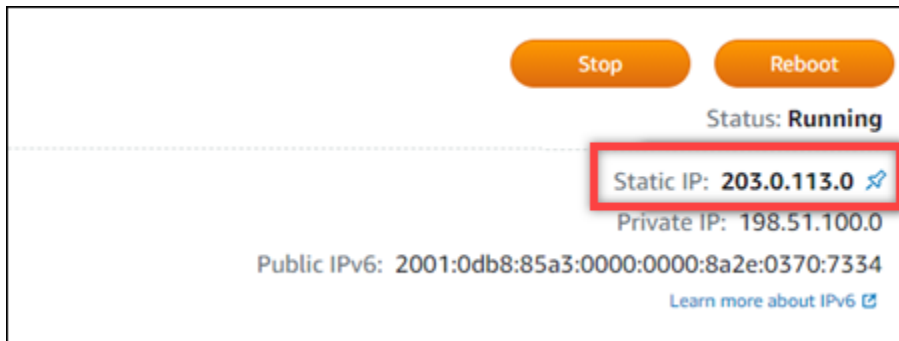 Stop Reboot
Status: Running
Static IP: 203.0.113.0
Private IP: 198.51.100.0
Public IPv6: 2001:0db8:85a3:0000:0000:8a2e:0370:7334
Learn more about IPv6